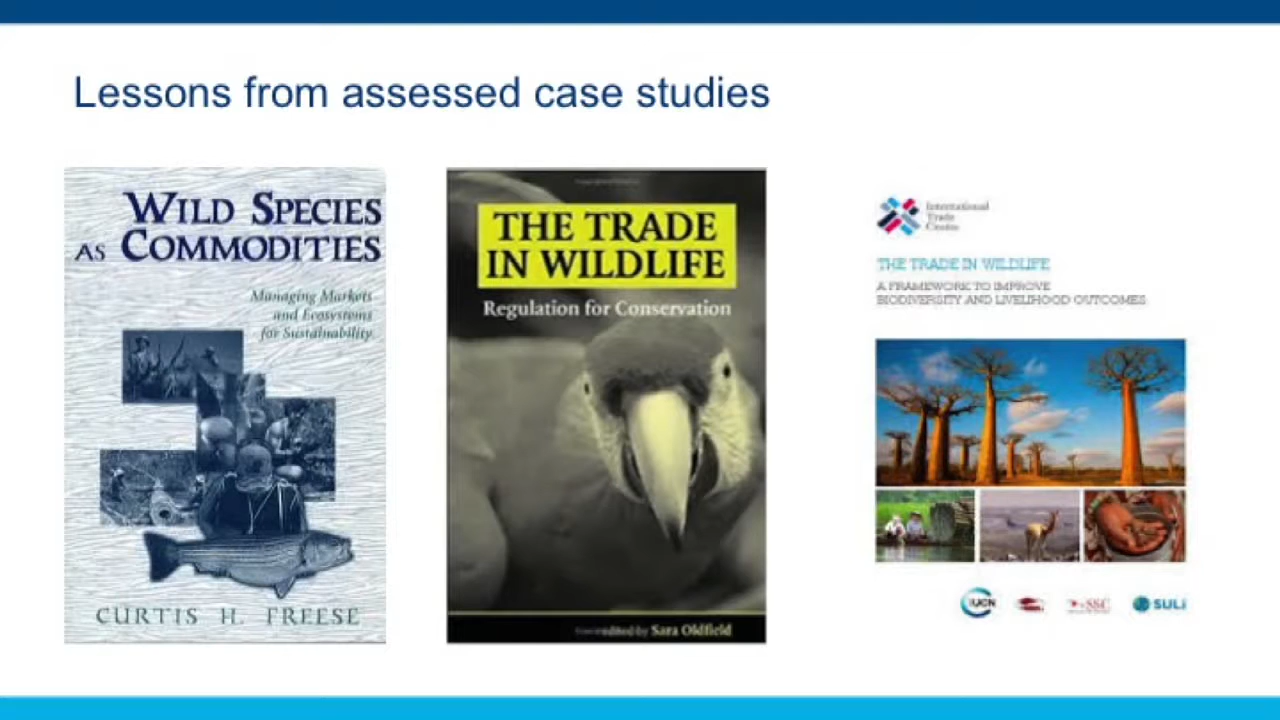 Lessons from assessed case studies
WILD SPECIES
AS COMMODITIES
Managing Markets
and Ecosystems
for Sustainability
CURTIS H. FREESE
THE TRADE
IN WILDLIFE
Regulation for Conservation
edited by Sara Oldfield
International
Trade
Centre
THE TRADE IN WILDLIFE
A FRAMEWORK TO IMPROVE
BIODIVERSITY AND LIVELIHOOD OUTCOMES
IUCN
SSC
SULi